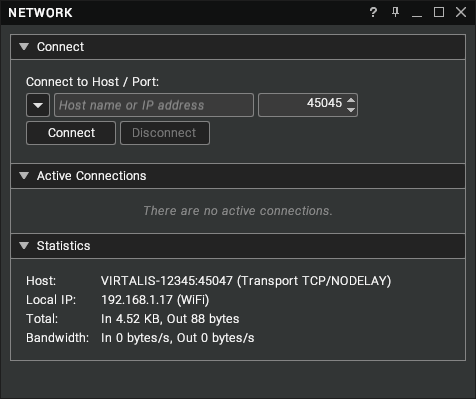 NETWORK
Connect
Connect to Host / Port:
Host name or IP address 45045
Connect Disconnect
Active Connections
There are no active connections.
Statistics
Host: VIRTALIS-12345:45047 (Transport TCP/NODELAY)
Local IP: 192.168.1.17 (WiFi)
Total: In 4.52 KB, Out 88 bytes
Bandwidth: In 0 bytes/s, Out 0 bytes/s